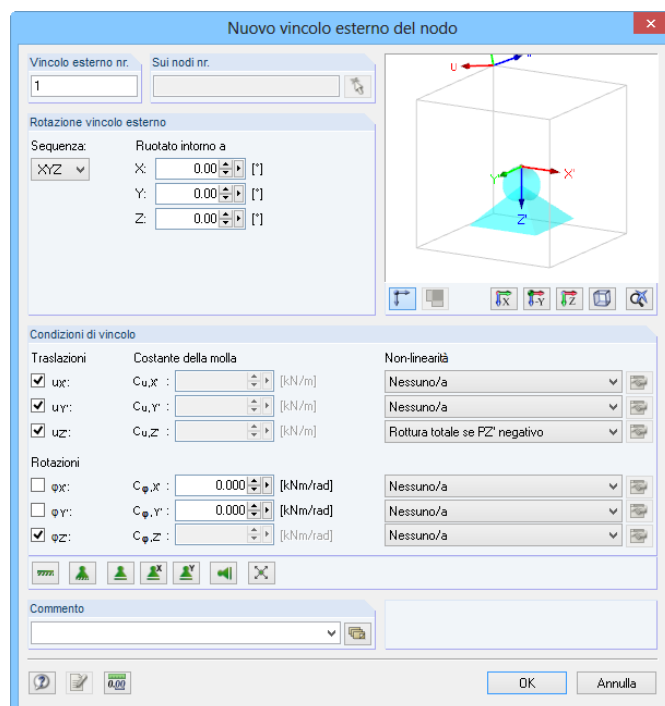 Nuovo vincolo esterno del nodo
Vincolo esterno nr. Sui nodi nr.
1
Rotazione vincolo esterno
Sequenza: Ruotato intorno a
XYZ X: 0.00 [°]
Y: 0.00 [°]
Z: 0.00 [°]
U
X'
Y'
Z'
X -Y Z
Condizioni di vincolo
Traslazioni Costante della molla Non-linearità
uX': Cu,X' : [kN/m] Nessuno/a
uY': Cu,Y' : [kN/m] Nessuno/a
uZ': Cu,Z' : [kN/m] Rottura totale se PZ' negativo
Rotazioni
φX': Cφ,X' : 0.000 [kNm/rad] Nessuno/a
φY': Cφ,Y' : 0.000 [kNm/rad] Nessuno/a
φZ': Cφ,Z' : [kNm/rad] Nessuno/a
X Y
Commento
0.00
OK Annulla